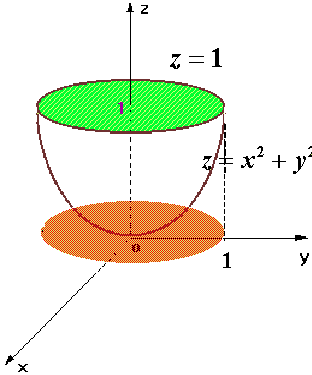 z
z = 1
1
z = x² + y²
o
1
y
x